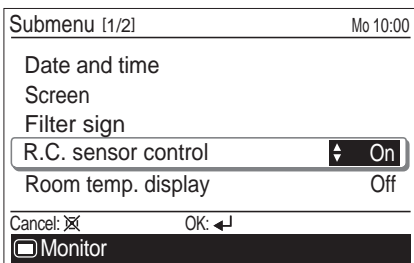 Submenu [1/2] Mo 10:00
Date and time
Screen
Filter sign
R.C. sensor control On
Room temp. display Off
Cancel: OK:
Monitor